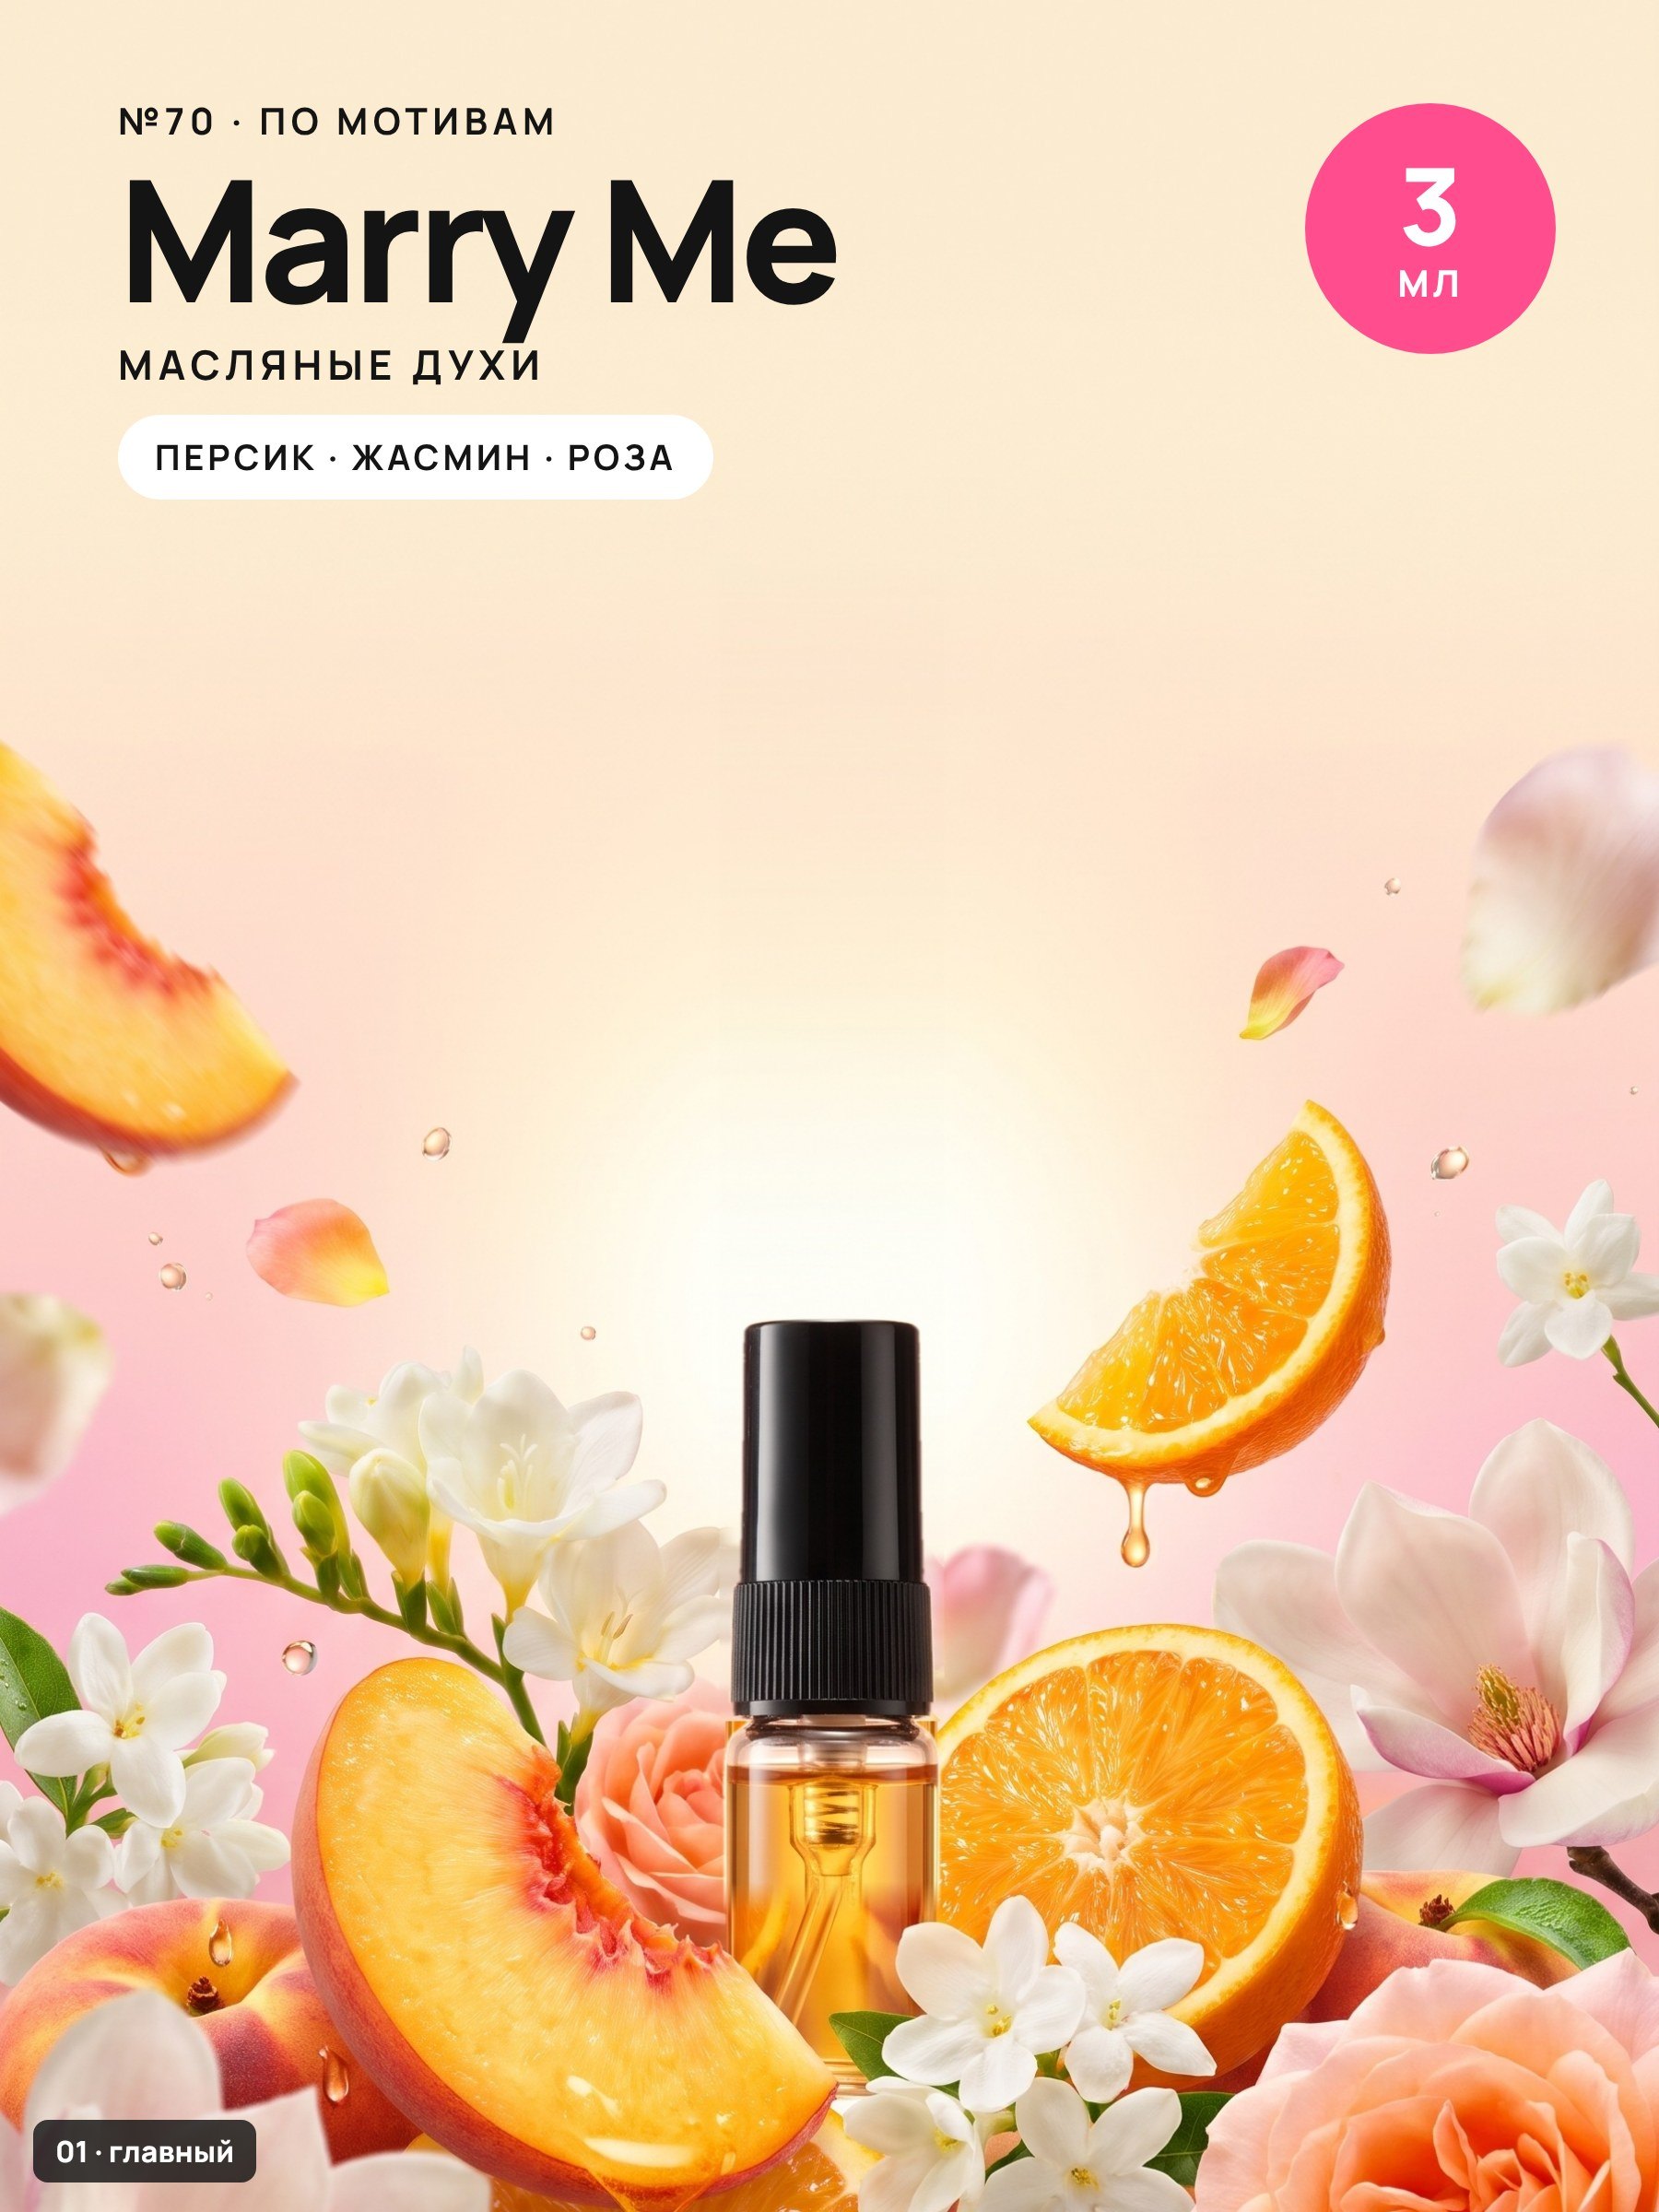 №70 · ПО МОТИВАМ
Marry Me
МАСЛЯНЫЕ ДУХИ
ПЕРСИК · ЖАСМИН · РОЗА
3
МЛ
01 · главный